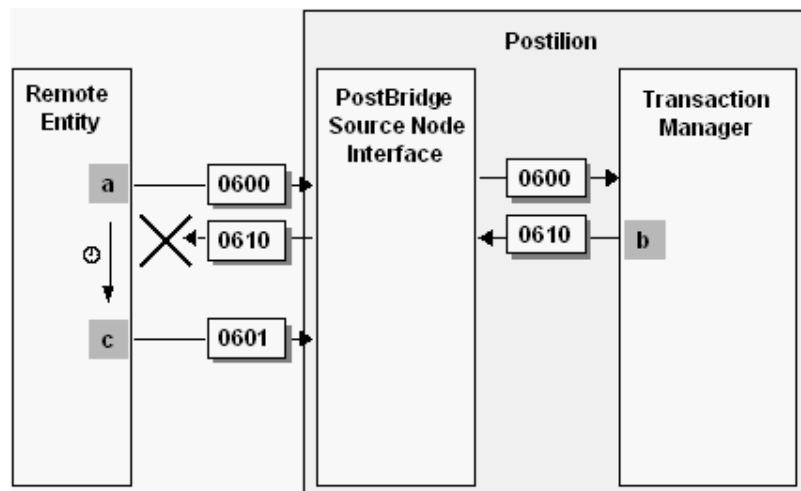 Postilion
Remote
Entity
PostBridge
Source Node
Interface
Transaction
Manager
a
0600
0600
0610
0610
b
c
0601